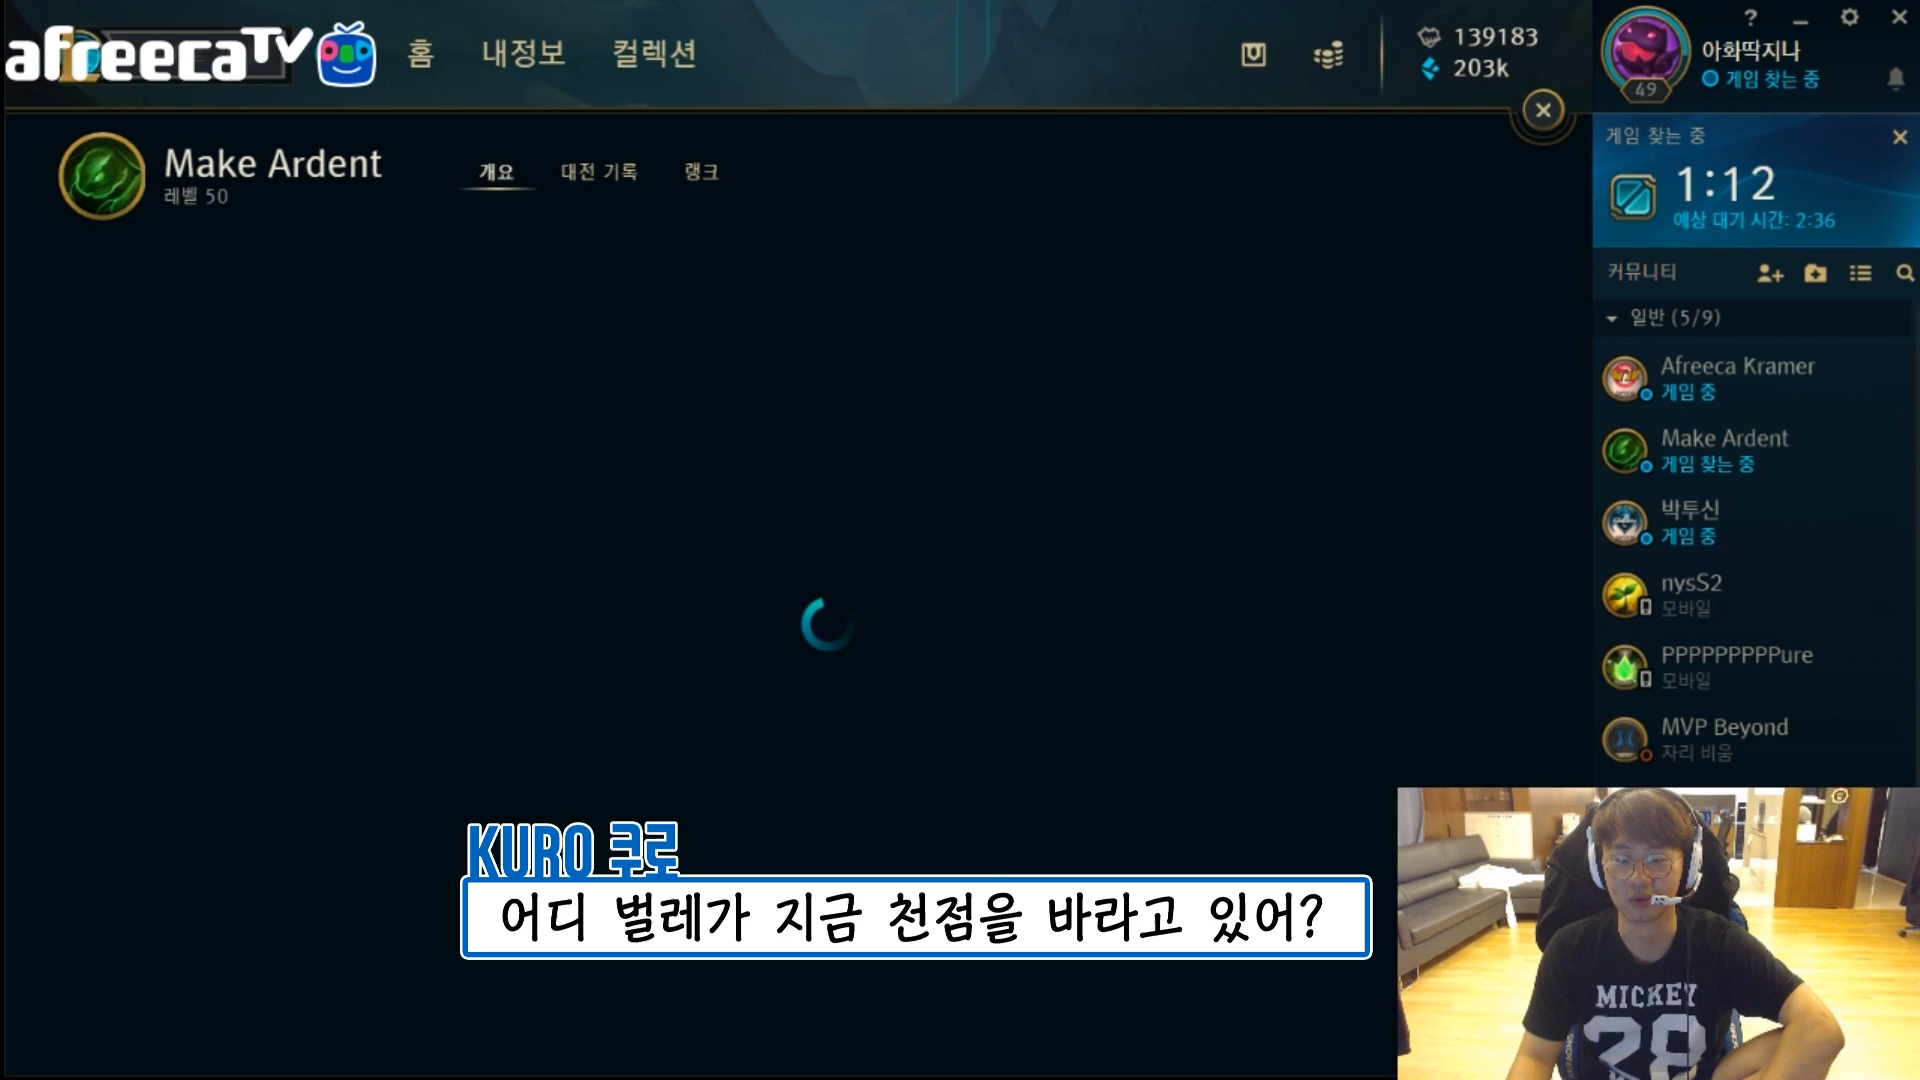 afreecaTV
홈 내정보 컬렉션
139183
203k
?
49
아화딱지나
게임 찾는 중
Make Ardent
레벨 50
개요 대전 기록 랭크
게임 찾는 중
1:12
예상 대기 시간: 2:36
커뮤니티
일반 (5/9)
Afreeca Kramer
게임 중
Make Ardent
게임 찾는 중
박투신
게임 중
nysS2
모바일
PPPPPPPPPure
모바일
MVP Beyond
자리 비움
KURO 쿠로
어디 벌레가 지금 천점을 바라고 있어?
MICKEY
28